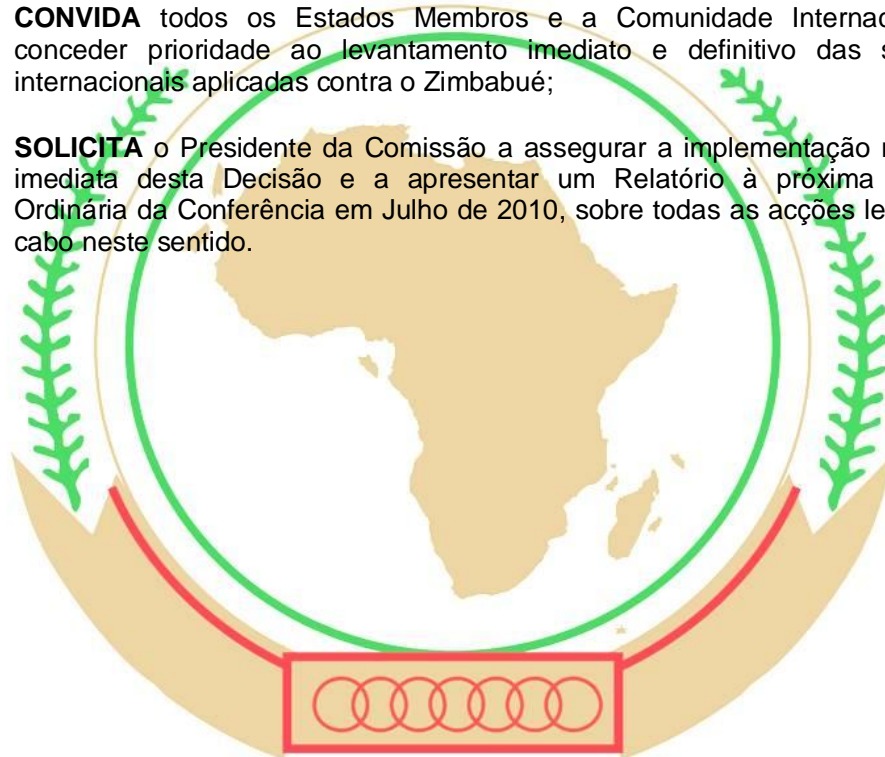 CONVIDA todos os Estados Membros e a Comunidade
conceder prioridade ao levantamento imediato e definitivo das
internacionais aplicadas contra o Zimbabué;
SOLICITA o Presidente da Comissão a assegurar a implementação
imediata desta Decisão e a apresentar um Relatório à próxima
Ordinária da Conferência em Julho de 2010, sobre todas as acções
cabo neste sentido.